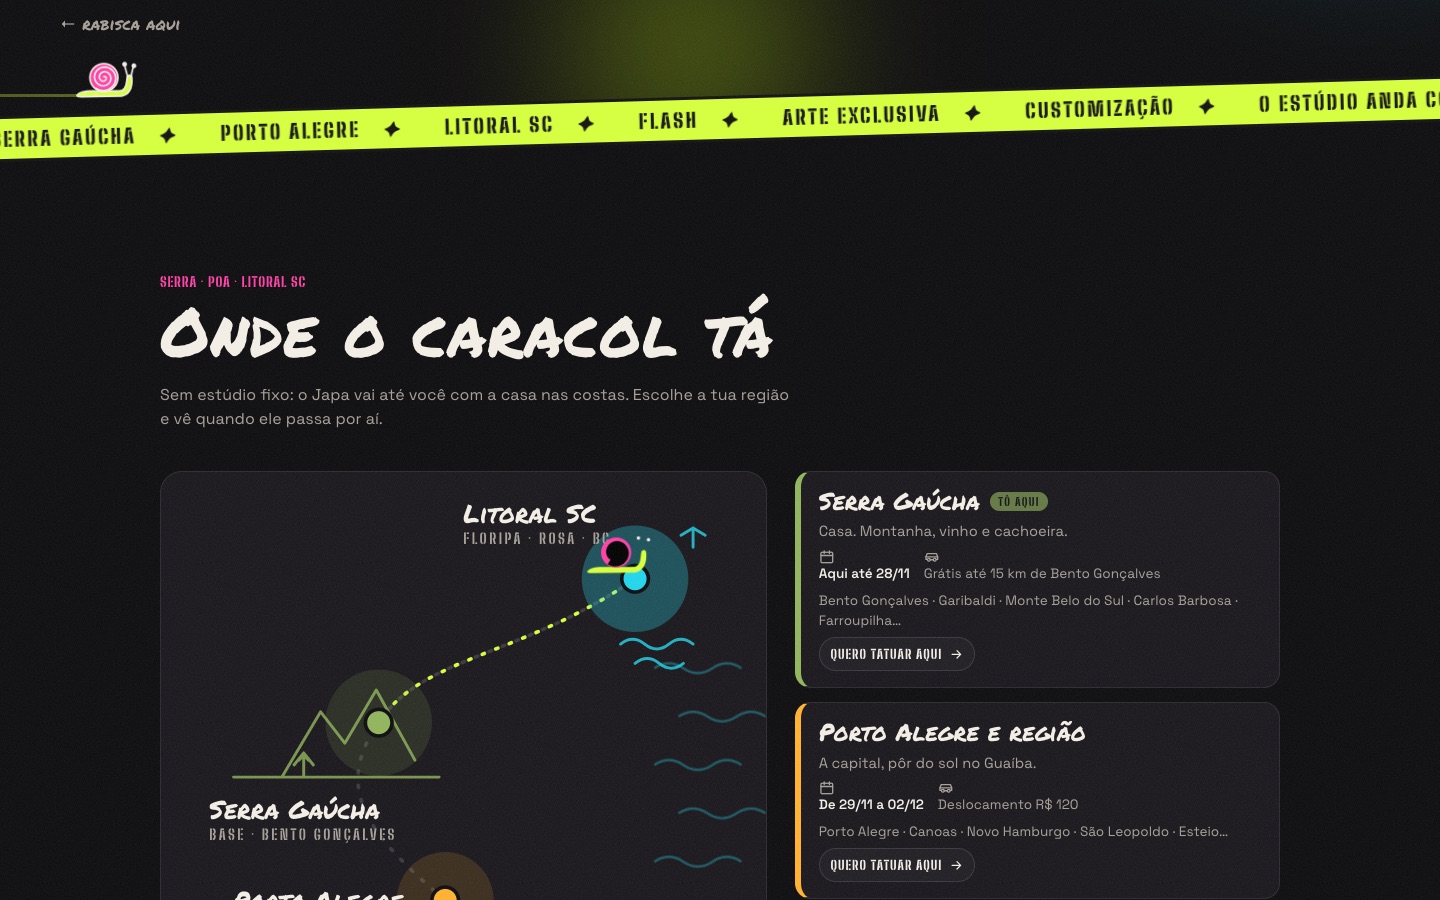 ← RABISCA AQUI
SERRA GAÚCHA ✦ PORTO ALEGRE ✦ LITORAL SC ✦ FLASH ✦ ARTE EXCLUSIVA ✦ CUSTOMIZAÇÃO ✦ O ESTÚDIO ANDA
SERRA · POA · LITORAL SC
ONDE O CARACOL TÁ
Sem estúdio fixo: o Japa vai até você com a casa nas costas. Escolhe a tua região
e vê quando ele passa por aí.
LITORAL SC
FLORIPA · ROSA · BC
SERRA GAÚCHA
BASE · BENTO GONÇALVES
PORTO ALEGRE
SERRA GAÚCHA TÔ AQUI
Casa. Montanha, vinho e cachoeira.
Aqui até 28/11 Grátis até 15 km de Bento Gonçalves
Bento Gonçalves · Garibaldi · Monte Belo do Sul · Carlos Barbosa ·
Farroupilha...
QUERO TATUAR AQUI →
PORTO ALEGRE E REGIÃO
A capital, pôr do sol no Guaíba.
De 29/11 a 02/12 Deslocamento R$ 120
Porto Alegre · Canoas · Novo Hamburgo · São Leopoldo · Esteio...
QUERO TATUAR AQUI →